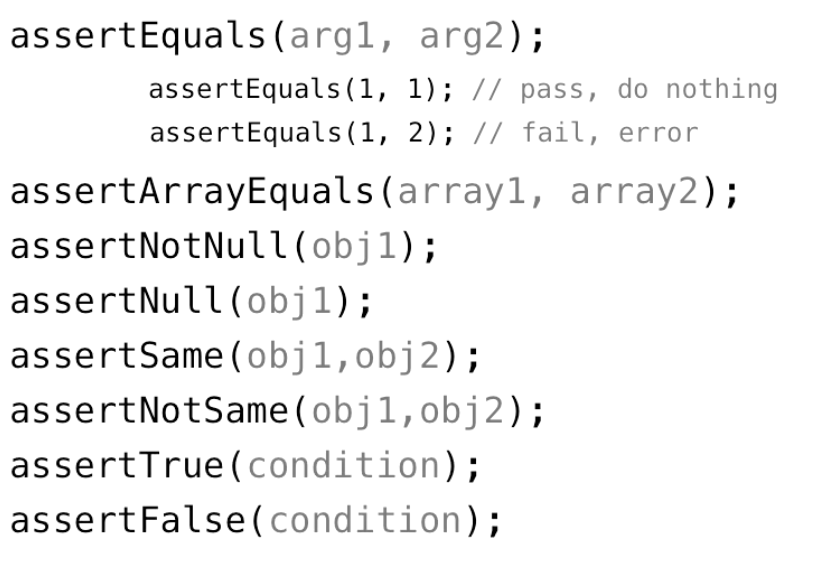 assertEquals(arg1, arg2);
assertEquals(1, 1); // pass, do nothing
assertEquals(1, 2); // fail, error
assertArrayEquals(array1, array2);
assertNotNull(obj1);
assertNull(obj1);
assertSame(obj1,obj2);
assertNotSame(obj1,obj2);
assertTrue(condition);
assertFalse(condition);